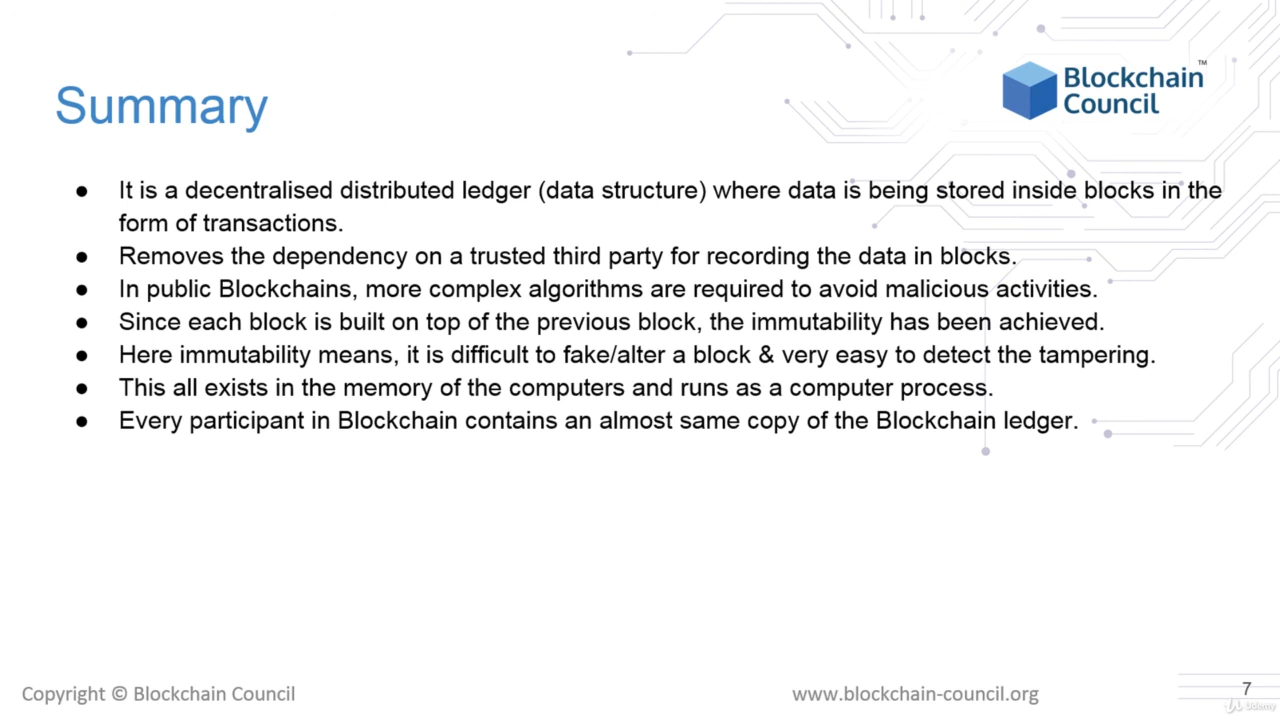 Blockchain
Council
TM
Summary
● It is a decentralised distributed ledger (data structure) where data is being stored inside blocks in the
form of transactions.
● Removes the dependency on a trusted third party for recording the data in blocks.
● In public Blockchains, more complex algorithms are required to avoid malicious activities.
● Since each block is built on top of the previous block, the immutability has been achieved.
● Here immutability means, it is difficult to fake/alter a block & very easy to detect the tampering.
● This all exists in the memory of the computers and runs as a computer process.
● Every participant in Blockchain contains an almost same copy of the Blockchain ledger.
Copyright © Blockchain Council
www.blockchain-council.org
7
Udemy